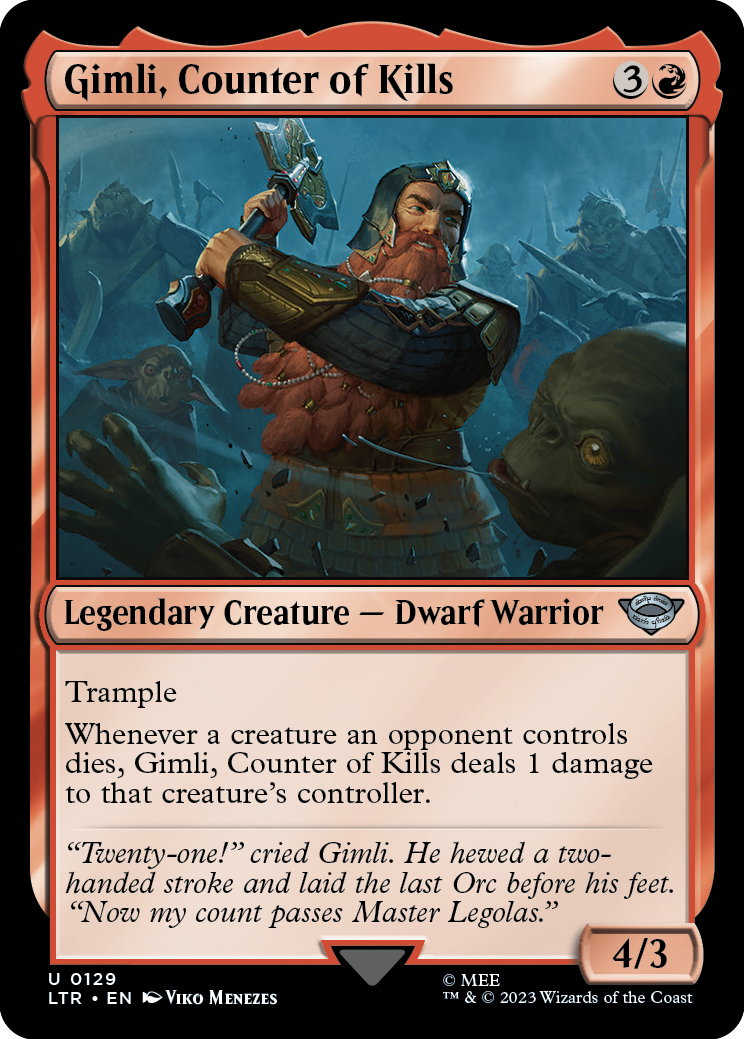 Gimli, Counter of Kills 3
Legendary Creature — Dwarf Warrior
Trample
Whenever a creature an opponent controls
dies, Gimli, Counter of Kills deals 1 damage
to that creature's controller.
“Twenty-one!” cried Gimli. He hewed a two-
handed stroke and laid the last Orc before his feet.
“Now my count passes Master Legolas.”
4/3
U 0129
LTR • EN Viko Menezes
© MEE
™ & © 2023 Wizards of the Coast